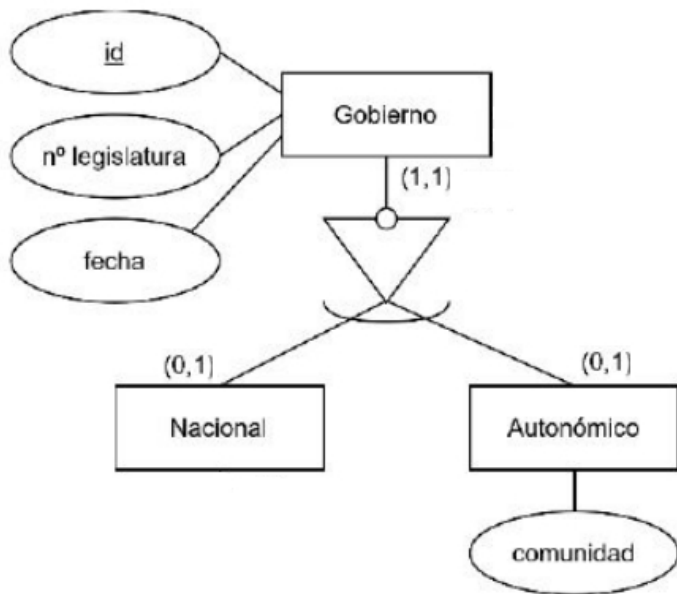 id
Gobierno
nº legislatura
(1,1)
fecha
(0,1)
(0,1)
Nacional
Autonómico
comunidad